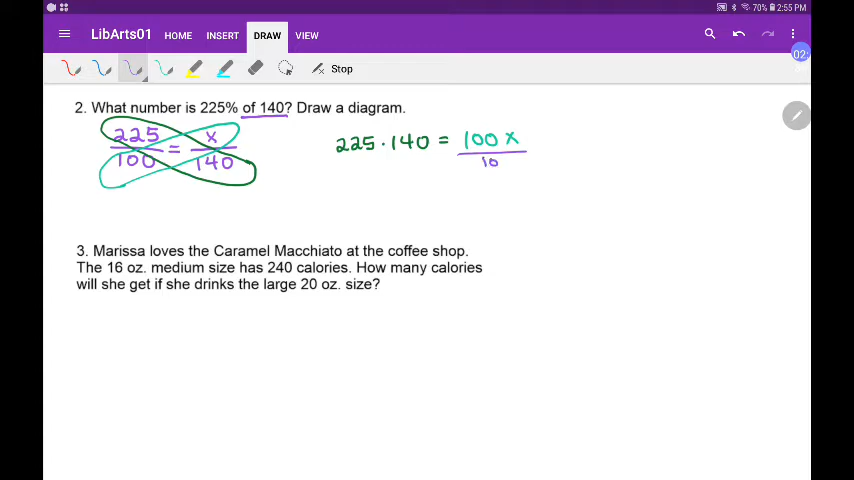 70% 2:55 PM
LibArts01 HOME INSERT DRAW VIEW
02:
Stop
2. What number is 225% of 140? Draw a diagram.
225/100 = x/140
225 · 140 = 100x/10
3. Marissa loves the Caramel Macchiato at the coffee shop.
The 16 oz. medium size has 240 calories. How many calories
will she get if she drinks the large 20 oz. size?